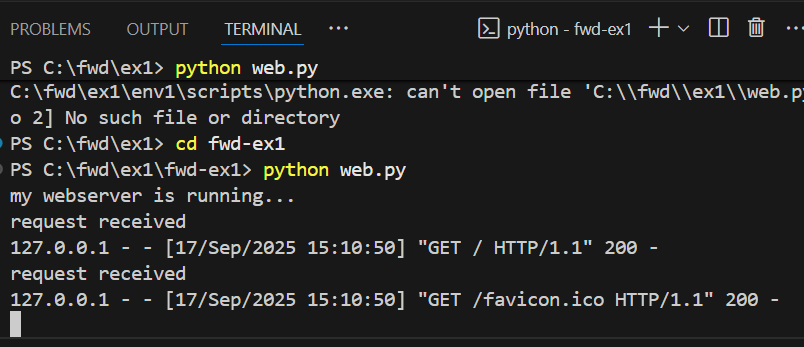 PROBLEMS OUTPUT TERMINAL ... python - fwd-ex1
PS C:\fwd\ex1> python web.py
C:\fwd\ex1\env1\scripts\python.exe: can't open file 'C:\\fwd\\ex1\\web.py
o 2] No such file or directory
PS C:\fwd\ex1> cd fwd-ex1
PS C:\fwd\ex1\fwd-ex1> python web.py
my webserver is running...
request received
127.0.0.1 - - [17/Sep/2025 15:10:50] "GET / HTTP/1.1" 200 -
request received
127.0.0.1 - - [17/Sep/2025 15:10:50] "GET /favicon.ico HTTP/1.1" 200 -